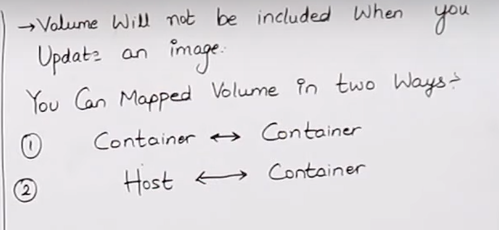 → Volume Will not be included When you
Update an image.
You Can Mapped Volume in two Ways:-
① Container ↔ Container
② Host ↔ Container